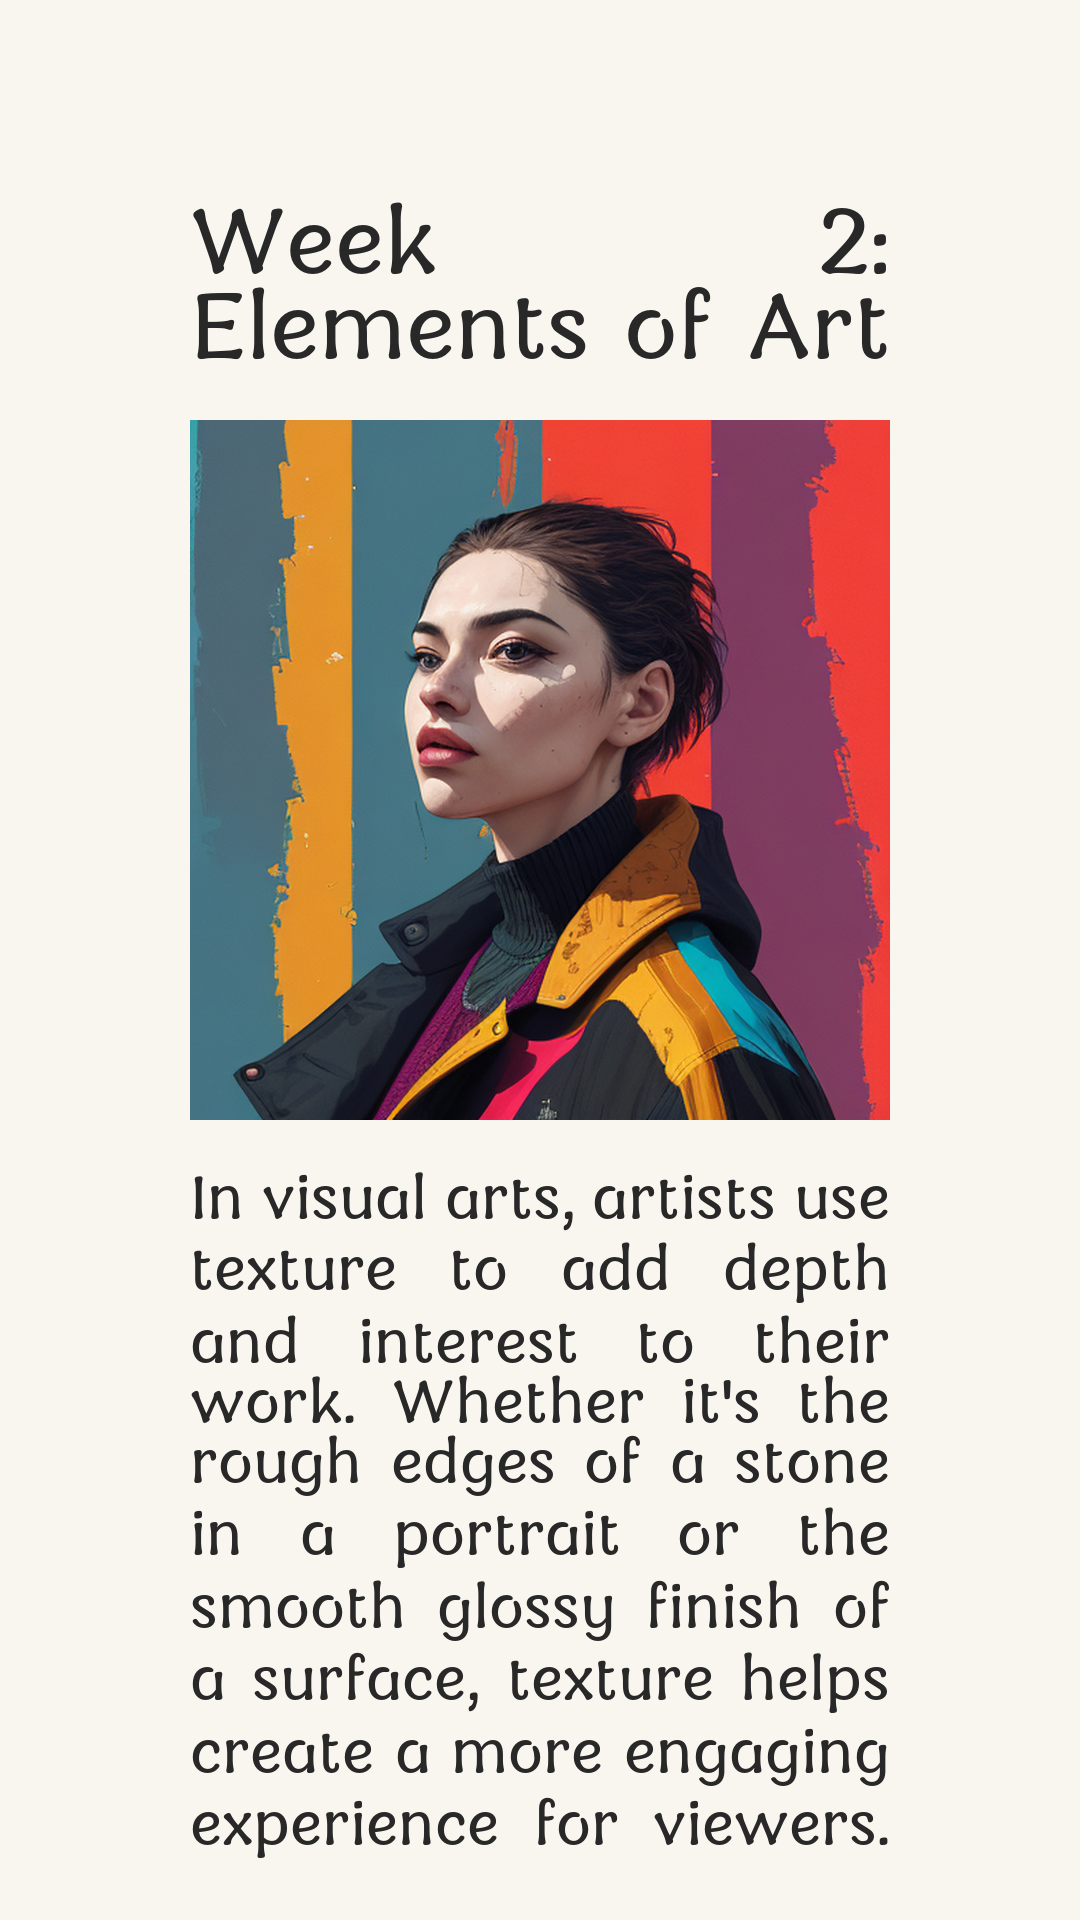 Week 2:
Elements of Art
In visual arts, artists use
texture to add depth
and interest to their
work. Whether it's the
rough edges of a stone
in a portrait or the
smooth glossy finish of
a surface, texture helps
create a more engaging
experience for viewers.